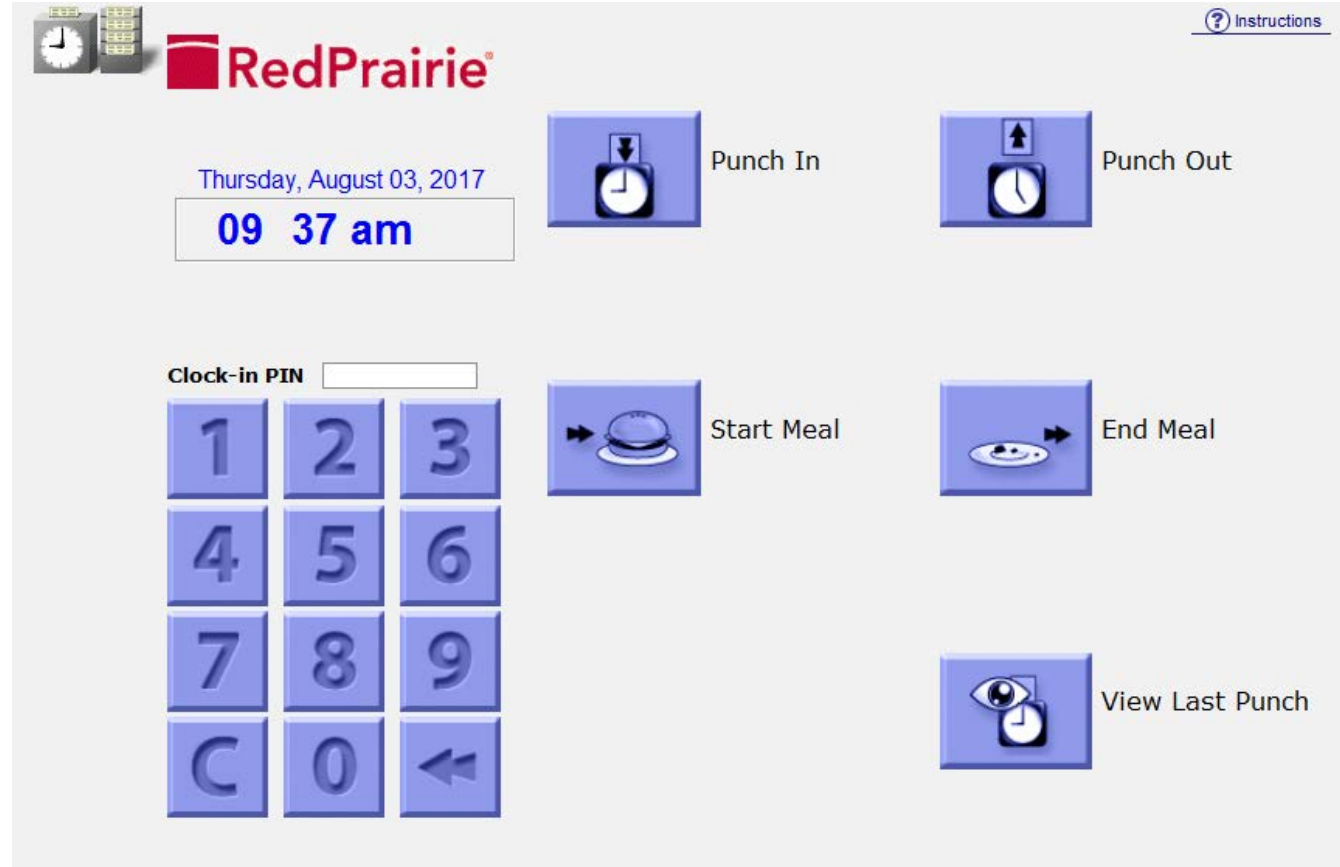 Instructions
RedPrairie®
Punch In
Punch Out
Thursday, August 03, 2017
09 37 am
Clock-in PIN
Start Meal
End Meal
1 2 3
4 5 6
7 8 9
View Last Punch
C 0